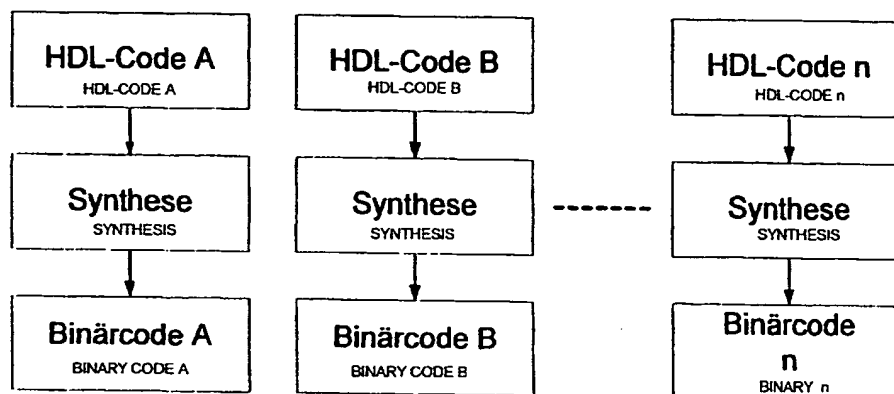 HDL-Code A
HDL-CODE A
HDL-Code B
HDL-CODE B
HDL-Code n
HDL-CODE n
Synthese
SYNTHESIS
Synthese
SYNTHESIS
Synthese
SYNTHESIS
Binärcode A
BINARY CODE A
Binärcode B
BINARY CODE B
Binärcode
n
BINARY n